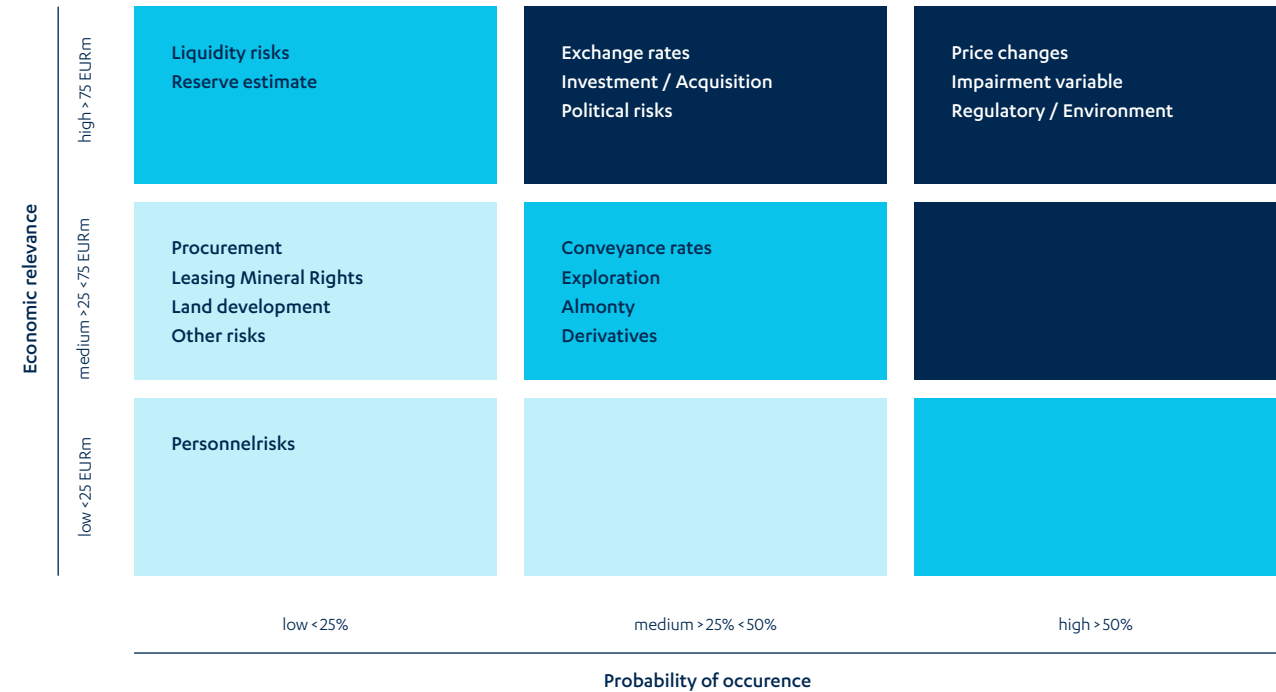 Economic relevance
high >75 EURm
Liquidity risks
Reserve estimate
Exchange rates
Investment / Acquisition
Political risks
Price changes
Impairment variable
Regulatory / Environment
medium >25 <75 EURm
Procurement
Leasing Mineral Rights
Land development
Other risks
Conveyance rates
Exploration
Almonty
Derivatives
low <25 EURm
Personnelrisks
low <25%
medium >25% <50%
high >50%
Probability of occurence